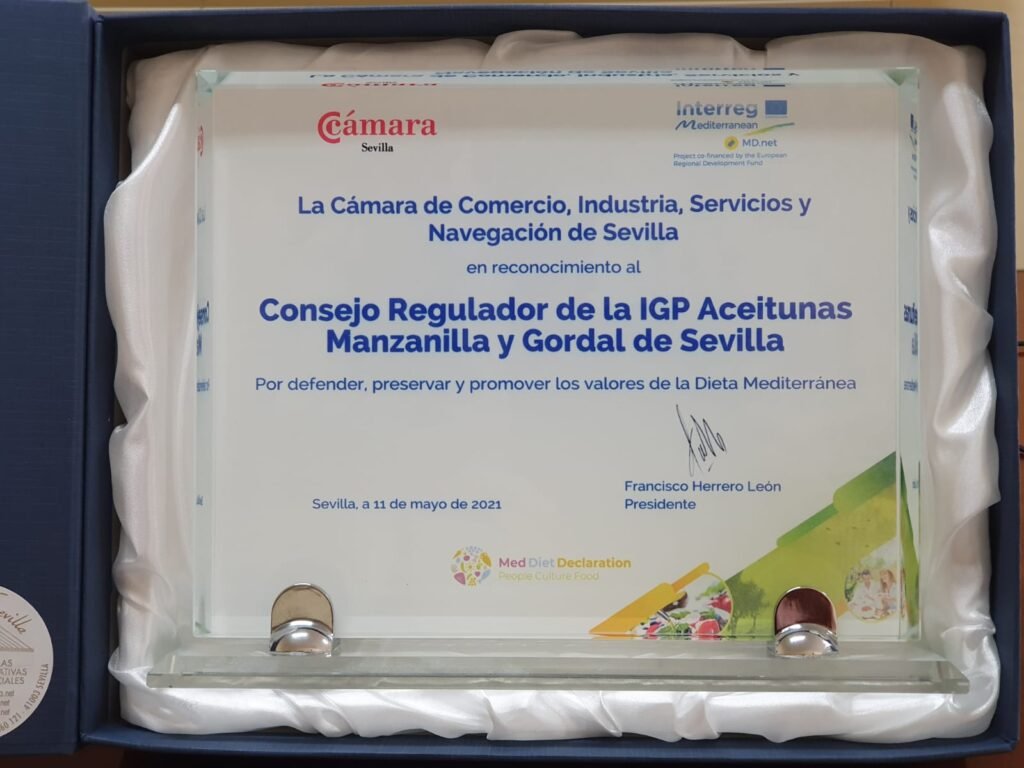 Cámara
Sevilla
Interreg
Mediterranean
MD.net
Project co-financed by the European
Regional Development Fund
La Cámara de Comercio, Industria, Servicios y
Navegación de Sevilla
en reconocimiento al
Consejo Regulador de la IGP Aceitunas
Manzanilla y Gordal de Sevilla
Por defender, preservar y promover los valores de la Dieta Mediterránea
Francisco Herrero León
Presidente
Sevilla, a 11 de mayo de 2021
Med Diet Declaration
People Culture Food
41003 SEVILLA